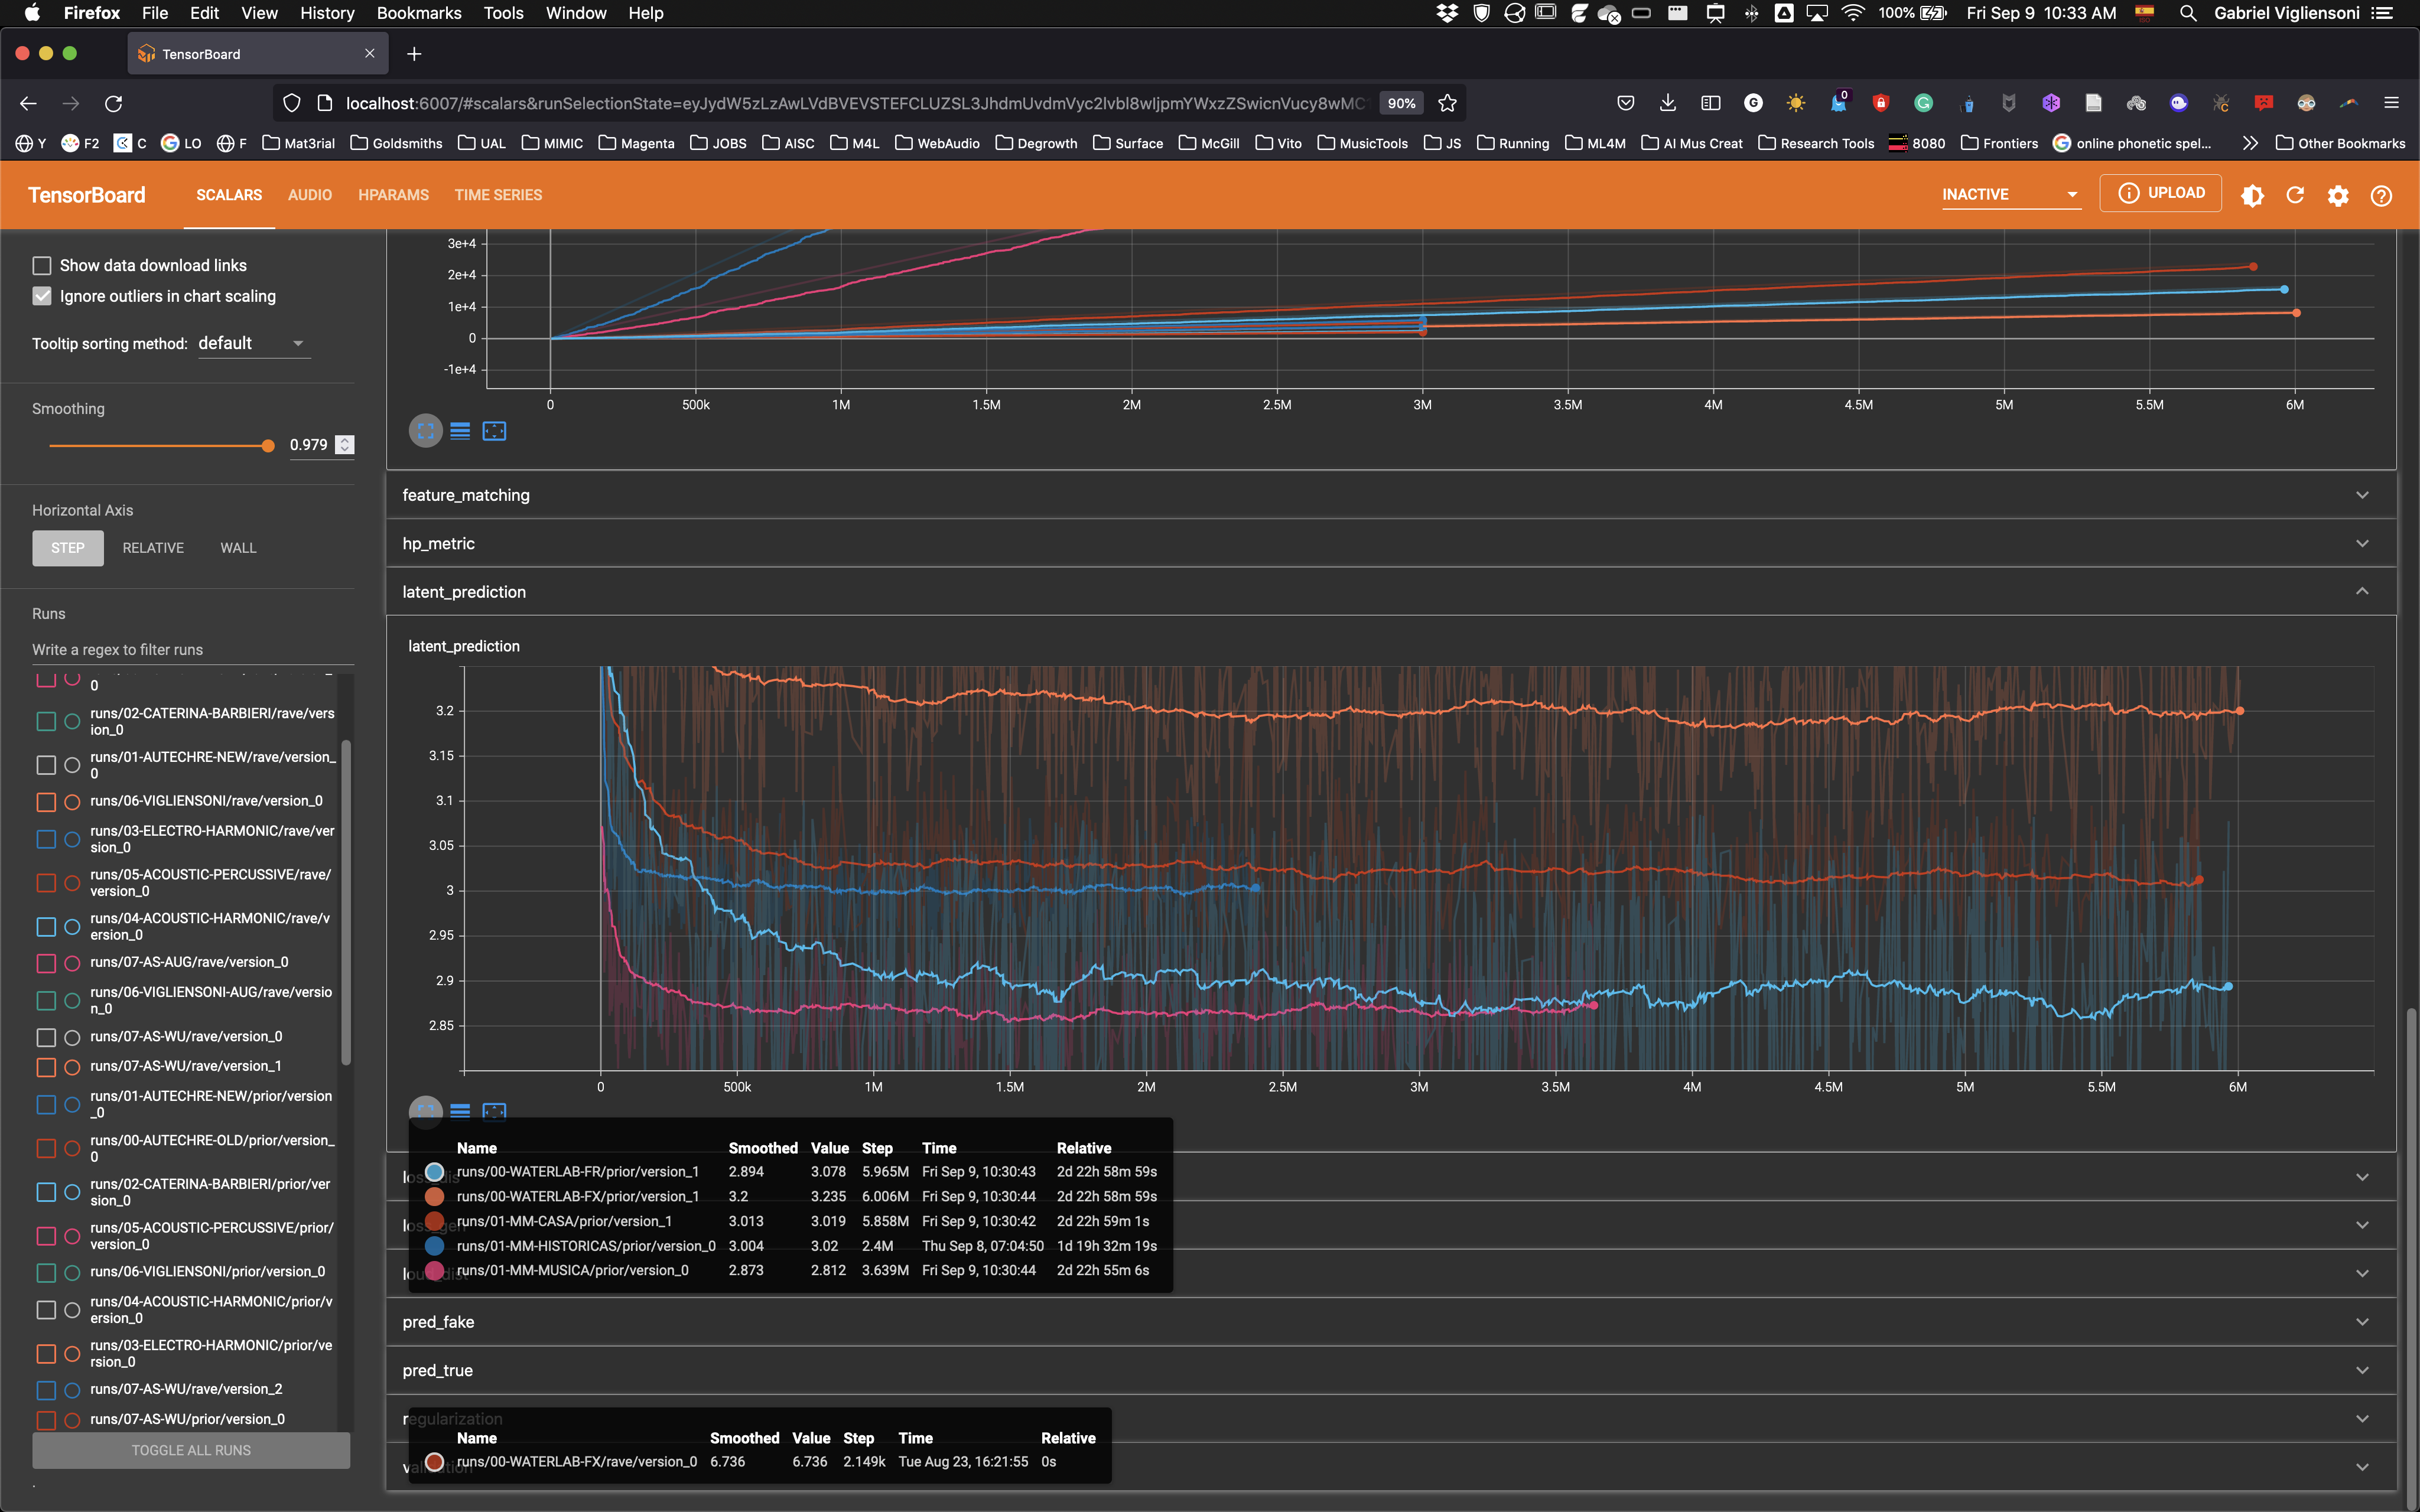 Firefox File Edit View History Bookmarks Tools Window Help 100% Fri Sep 9 10:33 AM Gabriel Vigliensoni
TensorBoard
localhost:6007/#scalars&runSelectionState= 90% 0
Y F2 C LO F Mat3rial Goldsmiths UAL MIMIC Magenta JOBS AISC M4L WebAudio Degrowth Surface McGill Vito MusicTools JS Running ML4M AI Mus Creat Research Tools 8080 Frontiers online phonetic spel... Other Bookmarks
TensorBoard SCALARS AUDIO HPARAMS TIME SERIES INACTIVE UPLOAD
Show data download links
Ignore outliers in chart scaling
Tooltip sorting method: default
Smoothing
0.979
Horizontal Axis
STEP RELATIVE WALL
Runs
Write a regex to filter runs
0
runs/02-CATERINA-BARBIERI/rave/vers
ion_0
runs/01-AUTECHRE-NEW/rave/version_
0
runs/06-VIGLIENSONI/rave/version_0
runs/03-ELECTRO-HARMONIC/rave/ver
sion_0
runs/05-ACOUSTIC-PERCUSSIVE/rave/
version_0
runs/04-ACOUSTIC-HARMONIC/rave/v
ersion_0
runs/07-AS-AUG/rave/version_0
runs/06-VIGLIENSONI-AUG/rave/versio
n_0
runs/07-AS-WU/rave/version_0
runs/07-AS-WU/rave/version_1
runs/01-AUTECHRE-NEW/prior/version
_0
runs/00-AUTECHRE-OLD/prior/version_
0
runs/02-CATERINA-BARBIERI/prior/ver
sion_0
runs/05-ACOUSTIC-PERCUSSIVE/prior/
version_0
runs/06-VIGLIENSONI/prior/version_0
runs/04-ACOUSTIC-HARMONIC/prior/v
ersion_0
runs/03-ELECTRO-HARMONIC/prior/ve
rsion_0
runs/07-AS-WU/rave/version_2
runs/07-AS-WU/prior/version_0
TOGGLE ALL RUNS
3e+4
2e+4
1e+4
0
-1e+4
0 500k 1M 1.5M 2M 2.5M 3M 3.5M 4M 4.5M 5M 5.5M 6M
feature_matching
hp_metric
latent_prediction
latent_prediction
3.2
3.15
3.1
3.05
3
2.95
2.9
2.85
0 500k 1M 1.5M 2M 2.5M 3M 3.5M 4M 4.5M 5M 5.5M 6M
Name Smoothed Value Step Time Relative
runs/00-WATERLAB-FR/prior/version_1 2.894 3.078 5.965M Fri Sep 9, 10:30:43 2d 22h 58m 59s
runs/00-WATERLAB-FX/prior/version_1 3.2 3.235 6.006M Fri Sep 9, 10:30:44 2d 22h 58m 59s
runs/01-MM-CASA/prior/version_1 3.013 3.019 5.858M Fri Sep 9, 10:30:42 2d 22h 59m 1s
runs/01-MM-HISTORICAS/prior/version_0 3.004 3.02 2.4M Thu Sep 8, 07:04:50 1d 19h 32m 19s
runs/01-MM-MUSICA/prior/version_0 2.873 2.812 3.639M Fri Sep 9, 10:30:44 2d 22h 55m 6s
pred_fake
pred_true
regularization
Name Smoothed Value Step Time Relative
runs/00-WATERLAB-FX/rave/version_0 6.736 6.736 2.149k Tue Aug 23, 16:21:55 0s